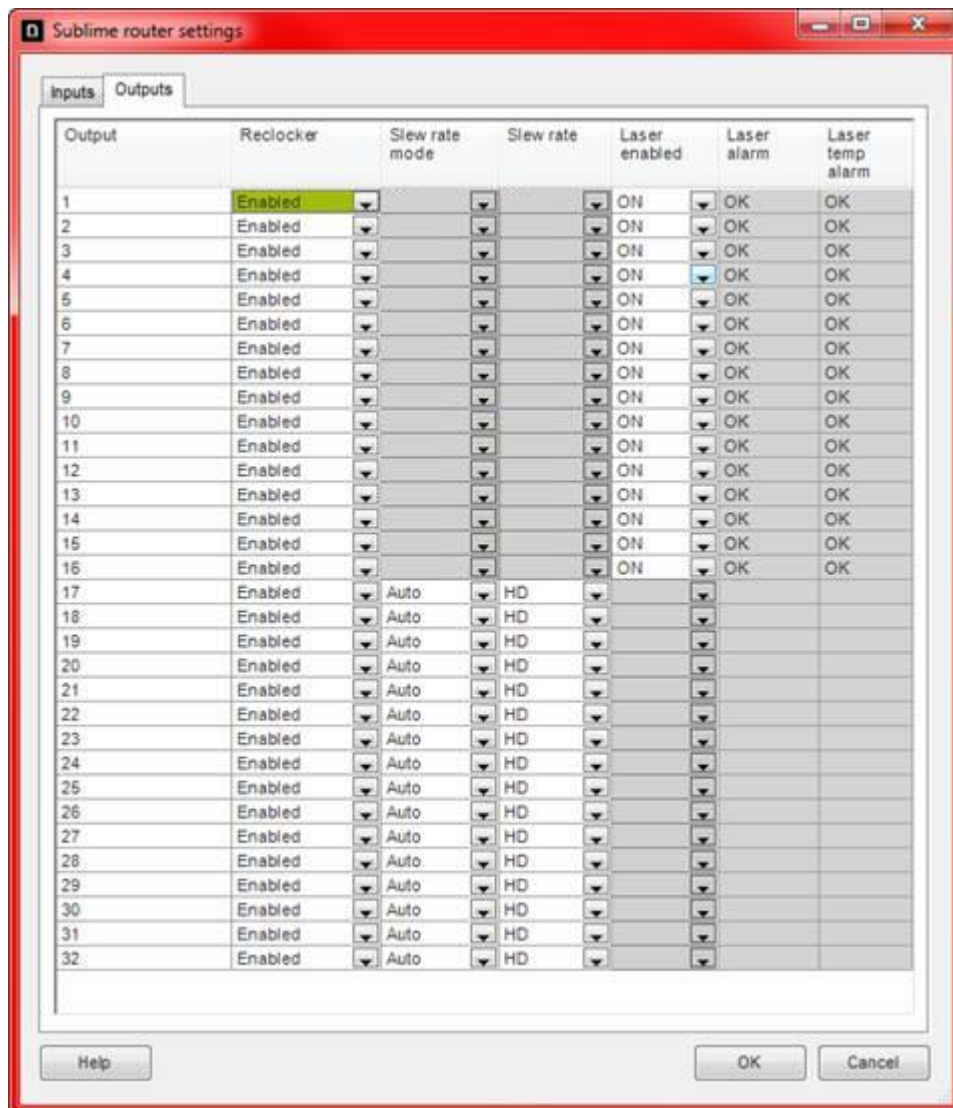 Sublime router settings
Inputs Outputs
Output Reclocker Slew rate mode Slew rate Laser enabled Laser alarm Laser temp alarm
1 Enabled ON OK OK
2 Enabled ON OK OK
3 Enabled ON OK OK
4 Enabled ON OK OK
5 Enabled ON OK OK
6 Enabled ON OK OK
7 Enabled ON OK OK
8 Enabled ON OK OK
9 Enabled ON OK OK
10 Enabled ON OK OK
11 Enabled ON OK OK
12 Enabled ON OK OK
13 Enabled ON OK OK
14 Enabled ON OK OK
15 Enabled ON OK OK
16 Enabled ON OK OK
17 Enabled Auto HD
18 Enabled Auto HD
19 Enabled Auto HD
20 Enabled Auto HD
21 Enabled Auto HD
22 Enabled Auto HD
23 Enabled Auto HD
24 Enabled Auto HD
25 Enabled Auto HD
26 Enabled Auto HD
27 Enabled Auto HD
28 Enabled Auto HD
29 Enabled Auto HD
30 Enabled Auto HD
31 Enabled Auto HD
32 Enabled Auto HD
Help OK Cancel